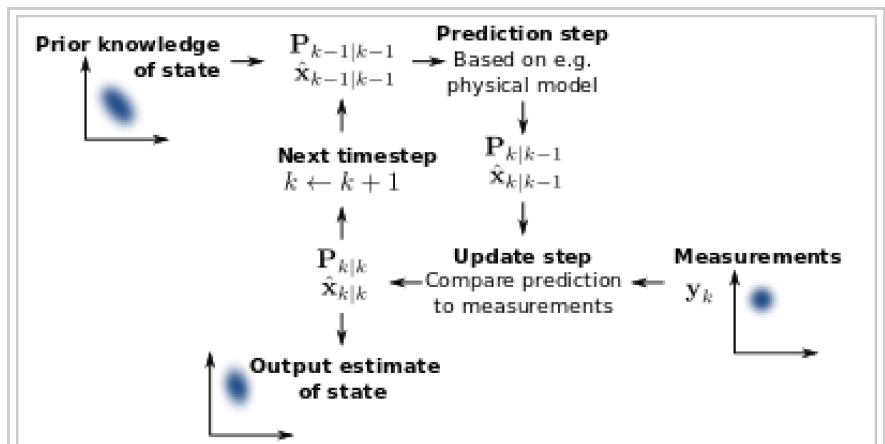 Prior knowledge
of state
P_{k-1|k-1}
x̂_{k-1|k-1}
Prediction step
Based on e.g.
physical model
P_{k|k-1}
x̂_{k|k-1}
Next timestep
k ← k + 1
P_{k|k}
x̂_{k|k}
Update step
Compare prediction
to measurements
Measurements
y_k
Output estimate
of state